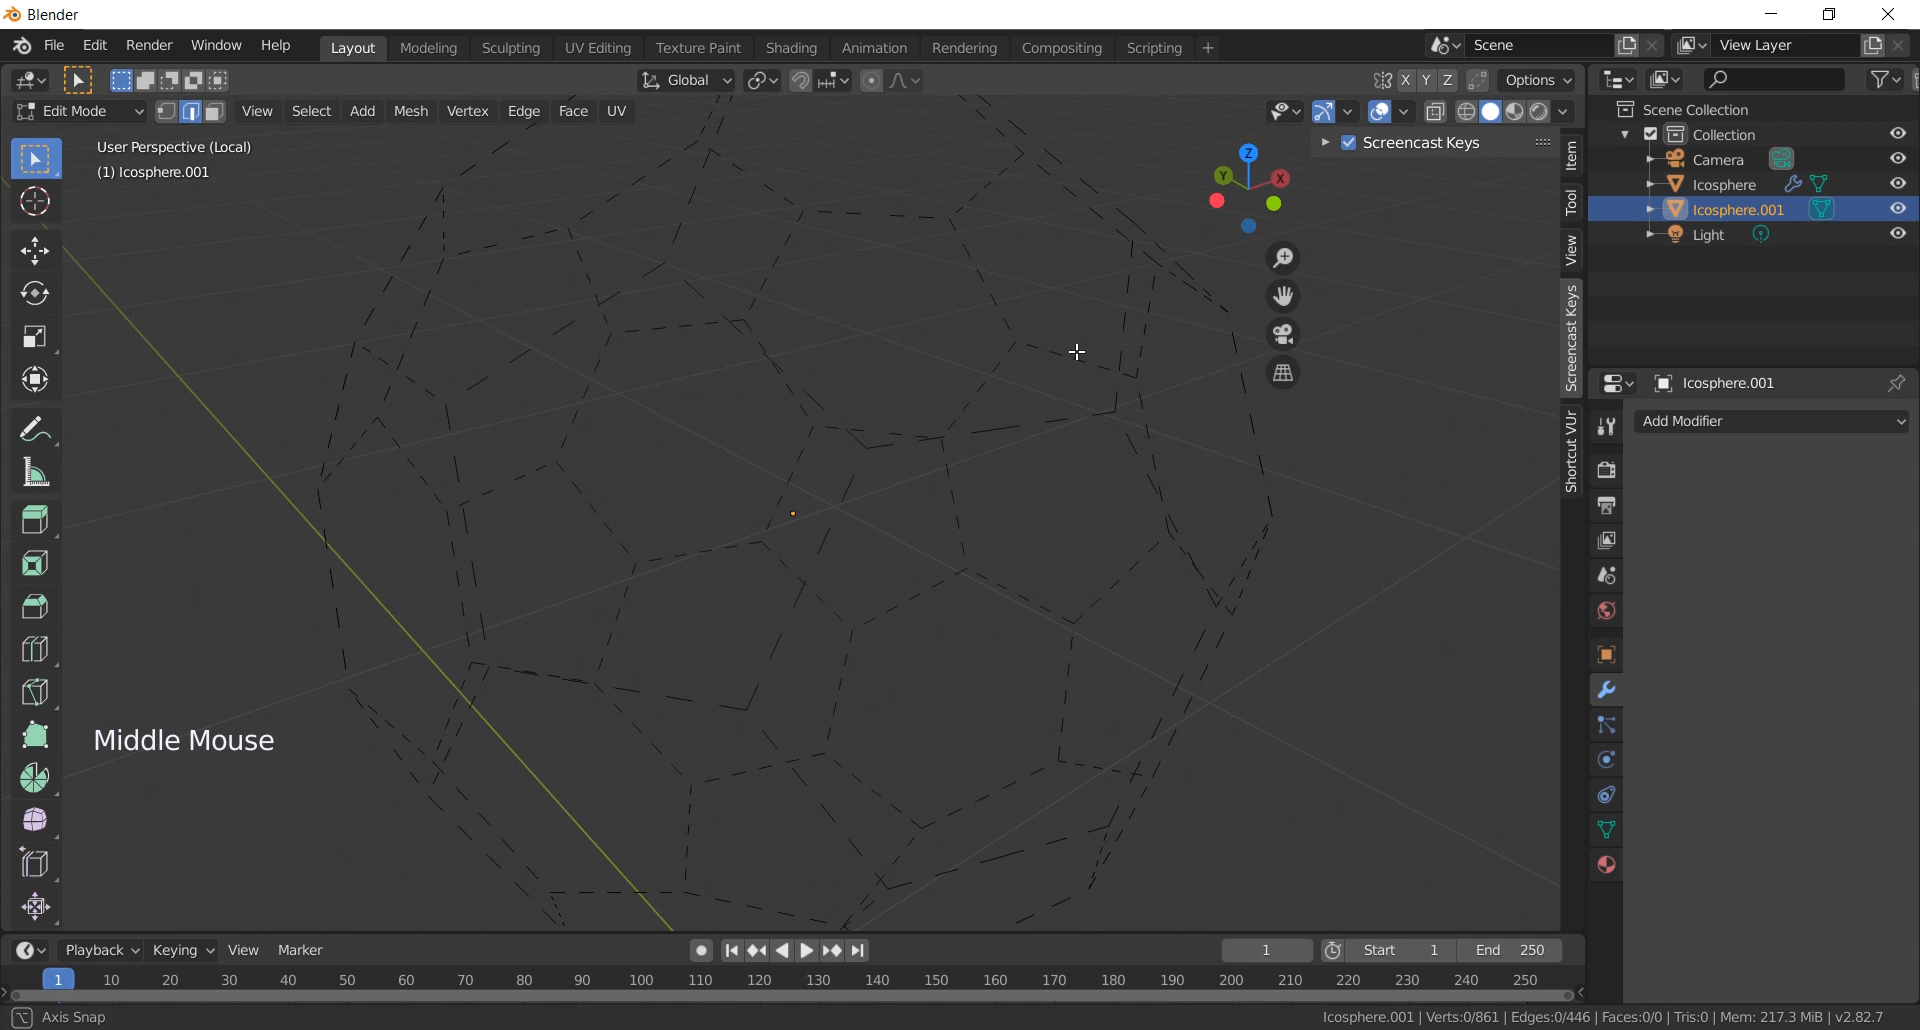 Blender
File Edit Render Window Help Layout Modeling Sculpting UV Editing Texture Paint Shading Animation Rendering Compositing Scripting + Scene View Layer
Global X Y Z Options
Edit Mode View Select Add Mesh Vertex Edge Face UV
User Perspective (Local)
(1) Icosphere.001
Screencast Keys
Z
Y
X
Item
Tool
View
Screencast Keys
Shortcut VUr
Middle Mouse
Scene Collection
Collection
Camera
Icosphere
Icosphere.001
Light
Icosphere.001
Add Modifier
Playback Keying View Marker 1 Start 1 End 250
1 10 20 30 40 50 60 70 80 90 100 110 120 130 140 150 160 170 180 190 200 210 220 230 240 250
Axis Snap
Icosphere.001 | Verts:0/861 | Edges:0/446 | Faces:0/0 | Tris:0 | Mem: 217.3 MiB | v2.82.7